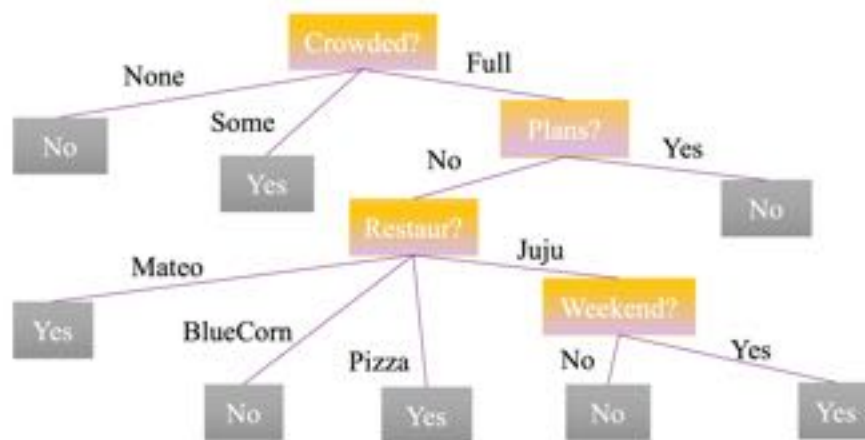 Crowded?
None
Full
Some
Plans?
No
Yes
No
Yes
Restaur?
No
Mateo
Juju
Yes
BlueCorn
Weekend?
Pizza
No
Yes
No
Yes
No
Yes